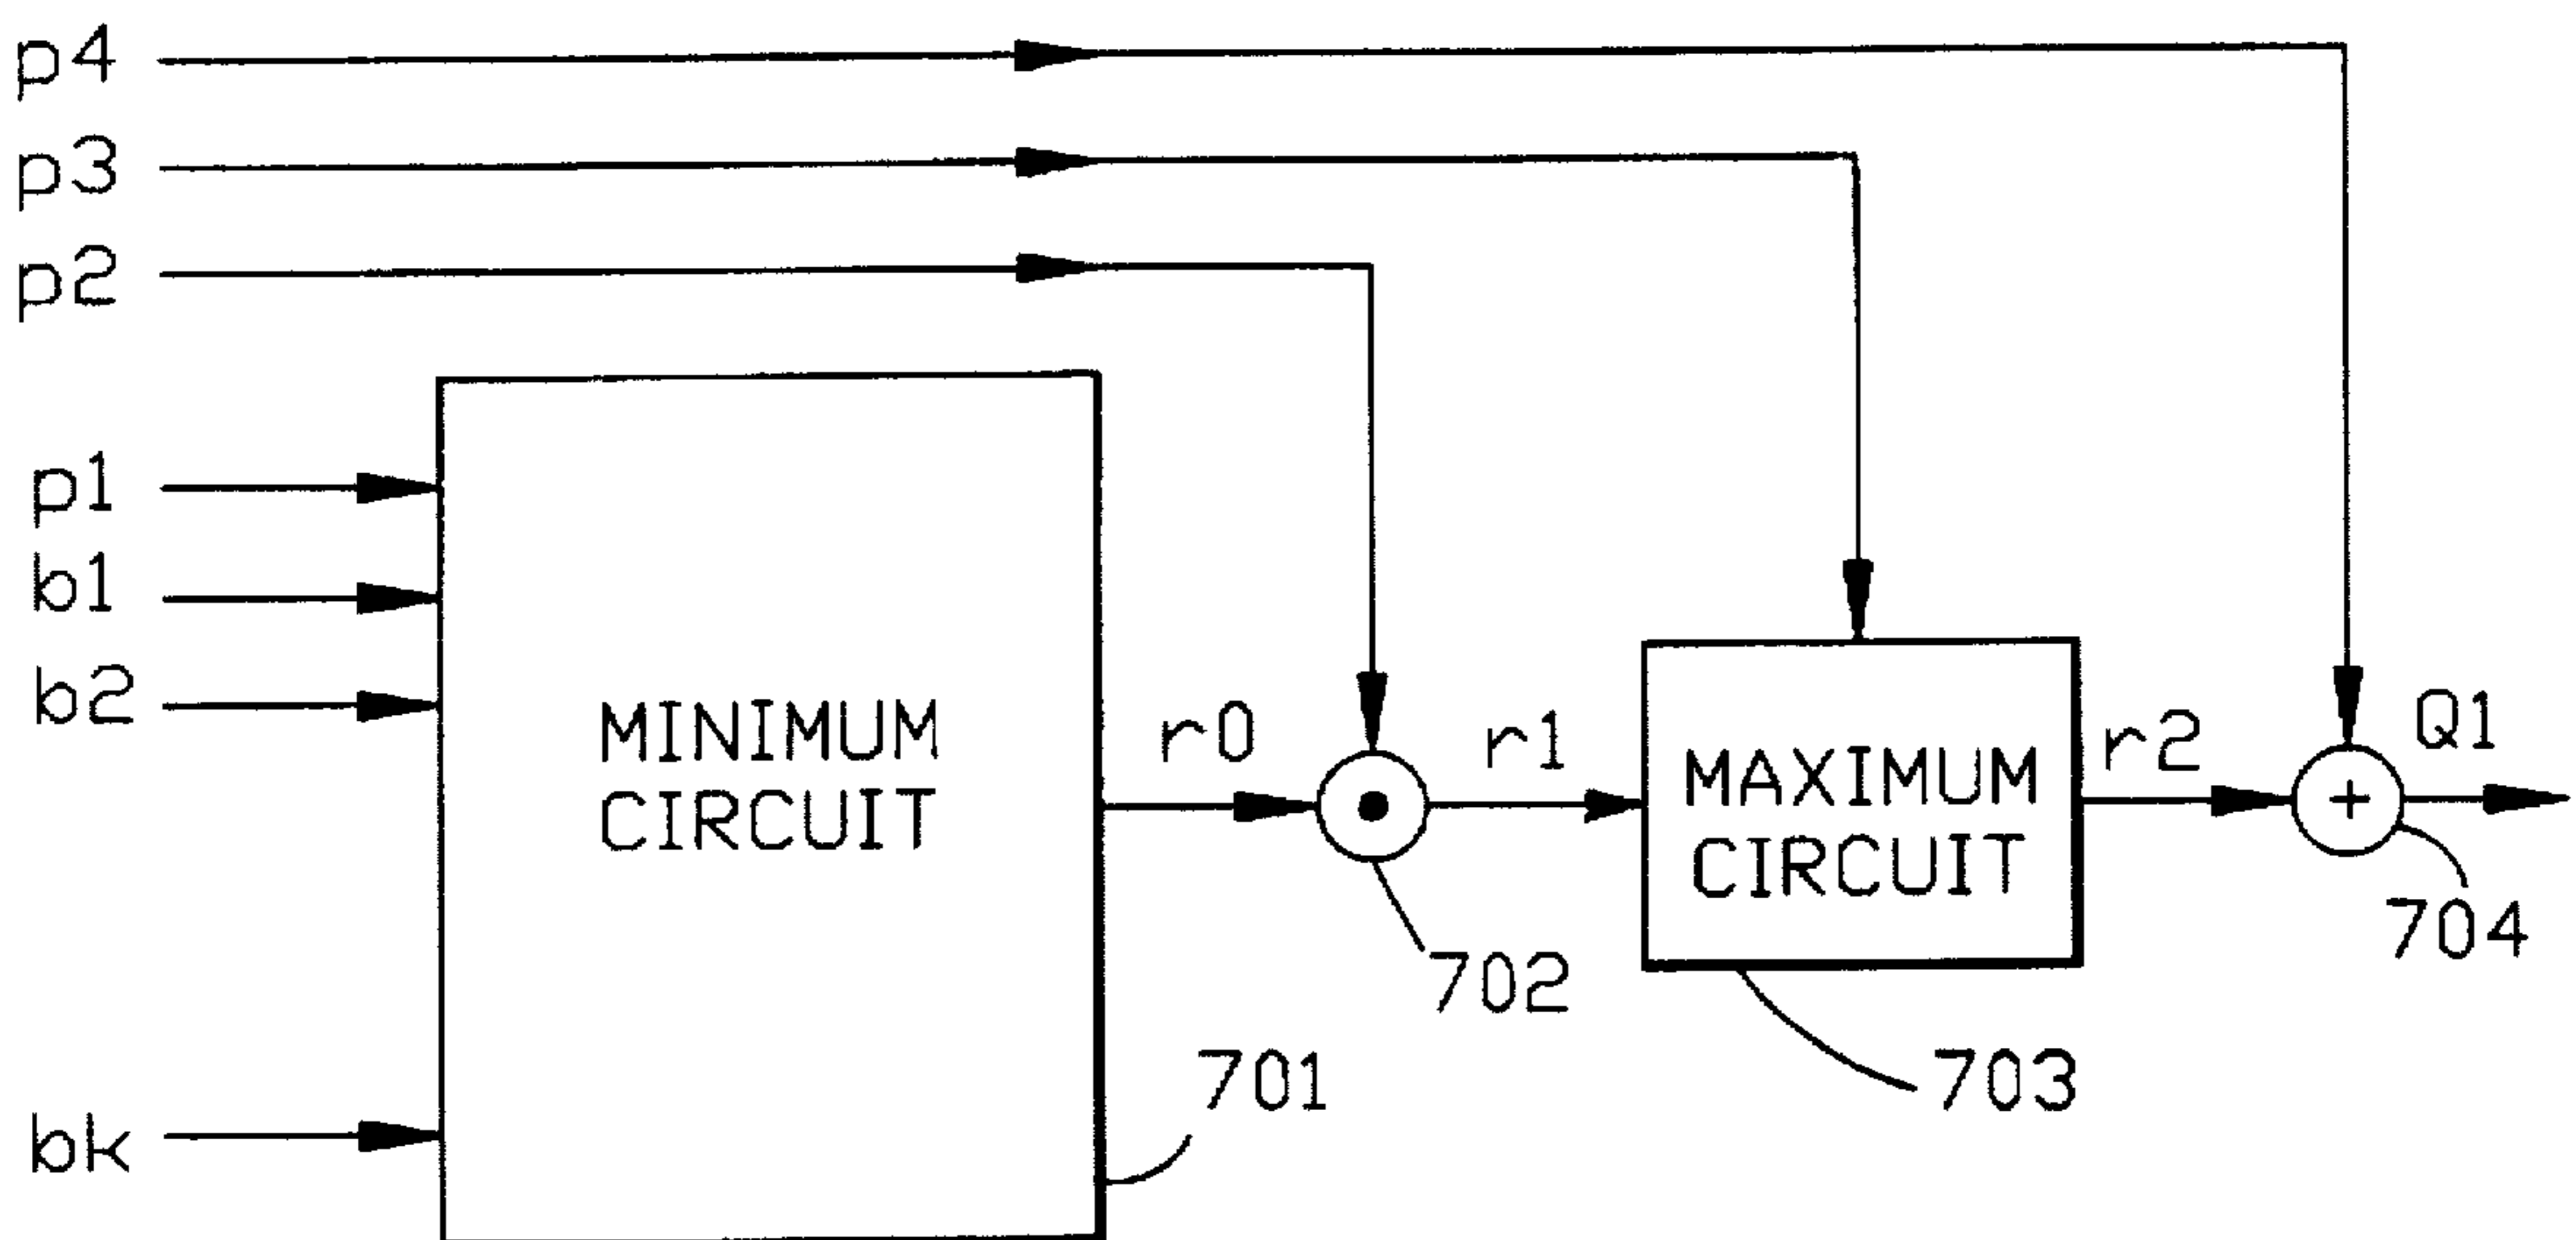 p4
p3
p2
p1
b1
b2
bk
MINIMUM
CIRCUIT
701
r0
702
r1
MAXIMUM
CIRCUIT
703
r2
+
704
Q1